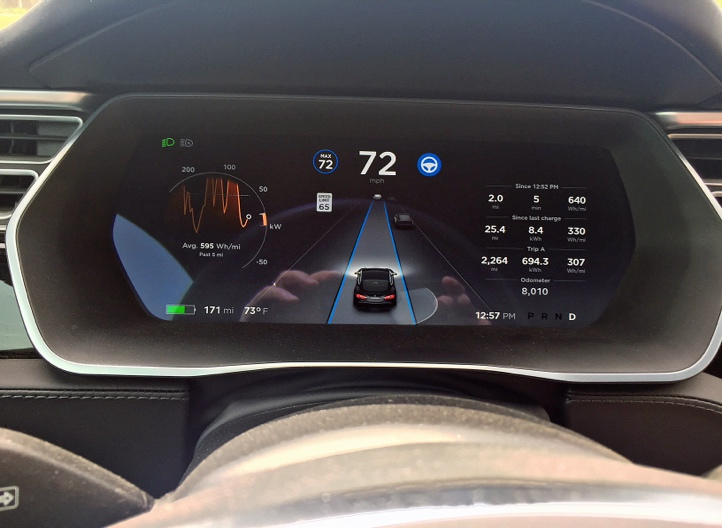 MAX
72
72
mph
SPEED
LIMIT
65
200
100
50
kW
-50
Avg. 595 Wh/mi
Past 5 mi
171 mi
73°F
Since 12:52 PM
2.0 5 640
mi min Wh/mi
Since last charge
25.4 8.4 330
mi kWh Wh/mi
Trip A
2,264 694.3 307
mi kWh Wh/mi
Odometer
8,010
12:57 PM P R N D